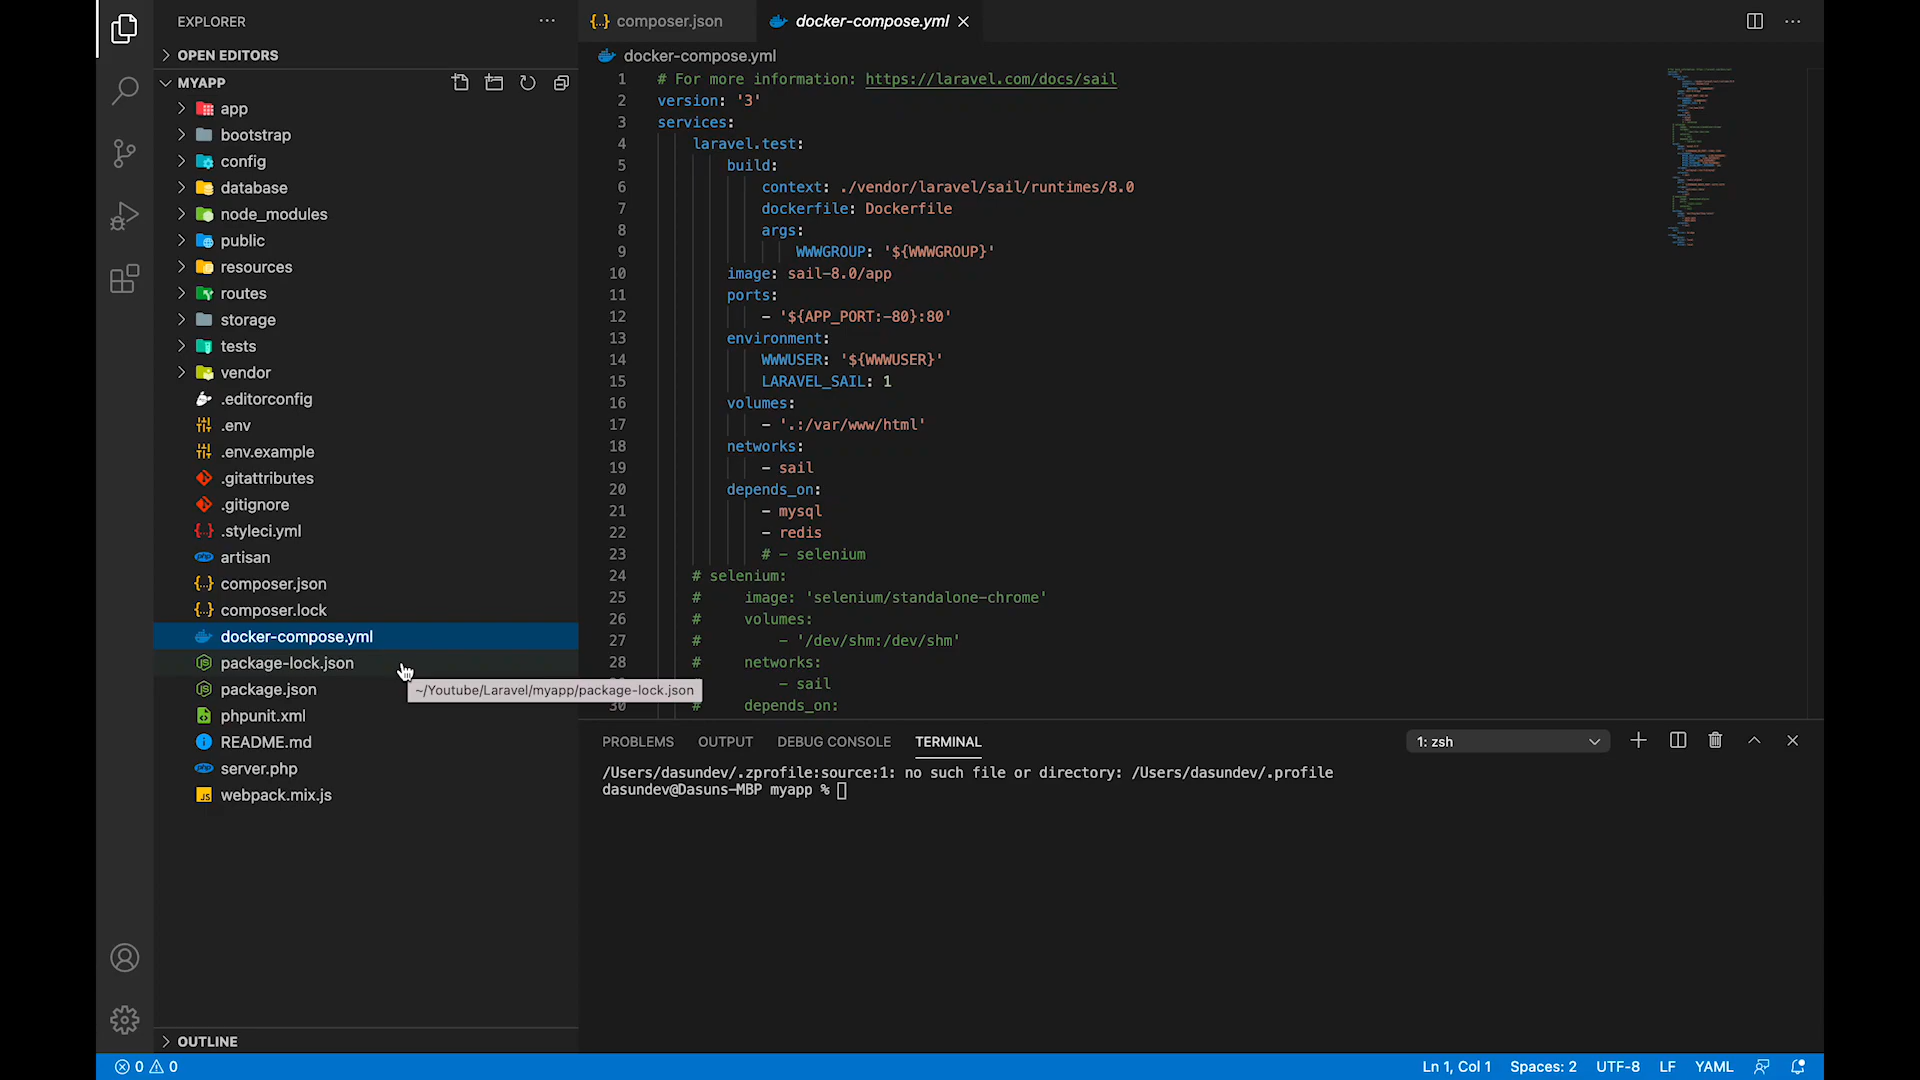 EXPLORER
OPEN EDITORS
MYAPP
app
bootstrap
config
database
node_modules
public
resources
routes
storage
tests
vendor
.editorconfig
.env
.env.example
.gitattributes
.gitignore
.styleci.yml
artisan
composer.json
composer.lock
docker-compose.yml
package-lock.json
package.json
phpunit.xml
README.md
server.php
webpack.mix.js
~/Youtube/Laravel/myapp/package-lock.json
OUTLINE
composer.json
docker-compose.yml
docker-compose.yml
1 # For more information: https://laravel.com/docs/sail
2 version: '3'
3 services:
4 laravel.test:
5 build:
6 context: ./vendor/laravel/sail/runtimes/8.0
7 dockerfile: Dockerfile
8 args:
9 WWWGROUP: '${WWWGROUP}'
10 image: sail-8.0/app
11 ports:
12 - '${APP_PORT:-80}:80'
13 environment:
14 WWWUSER: '${WWWUSER}'
15 LARAVEL_SAIL: 1
16 volumes:
17 - '.:/var/www/html'
18 networks:
19 - sail
20 depends_on:
21 - mysql
22 - redis
23 # - selenium
24 # selenium:
25 # image: 'selenium/standalone-chrome'
26 # volumes:
27 # - '/dev/shm:/dev/shm'
28 # networks:
- sail
30 # depends_on:
PROBLEMS OUTPUT DEBUG CONSOLE TERMINAL 1: zsh
/Users/dasundev/.zprofile:source:1: no such file or directory: /Users/dasundev/.profile
dasundev@Dasuns-MBP myapp %
0 0 Ln 1, Col 1 Spaces: 2 UTF-8 LF YAML